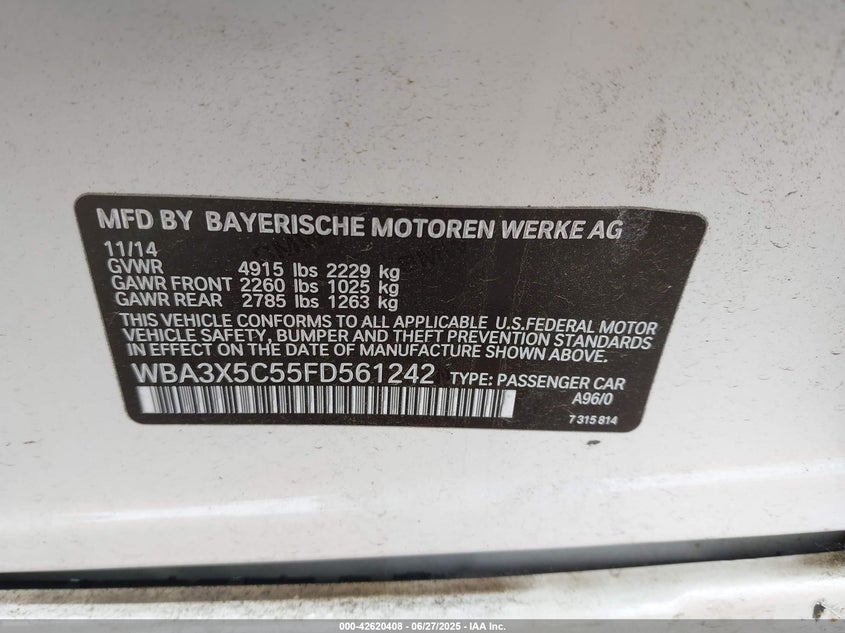 MFD BY BAYERISCHE MOTOREN WERKE AG
11/14
GVWR 4915 lbs 2229 kg
GAWR FRONT 2260 lbs 1025 kg
GAWR REAR 2785 lbs 1263 kg
THIS VEHICLE CONFORMS TO ALL APPLICABLE U.S.FEDERAL MOTOR
VEHICLE SAFETY, BUMPER AND THEFT PREVENTION STANDARDS
IN EFFECT ON THE DATE OF MANUFACTURE SHOWN ABOVE.
WBA3X5C55FD561242 TYPE: PASSENGER CAR
A96/0
7 315 814
000-42620408 | 06/27/2025 - IAA Inc.